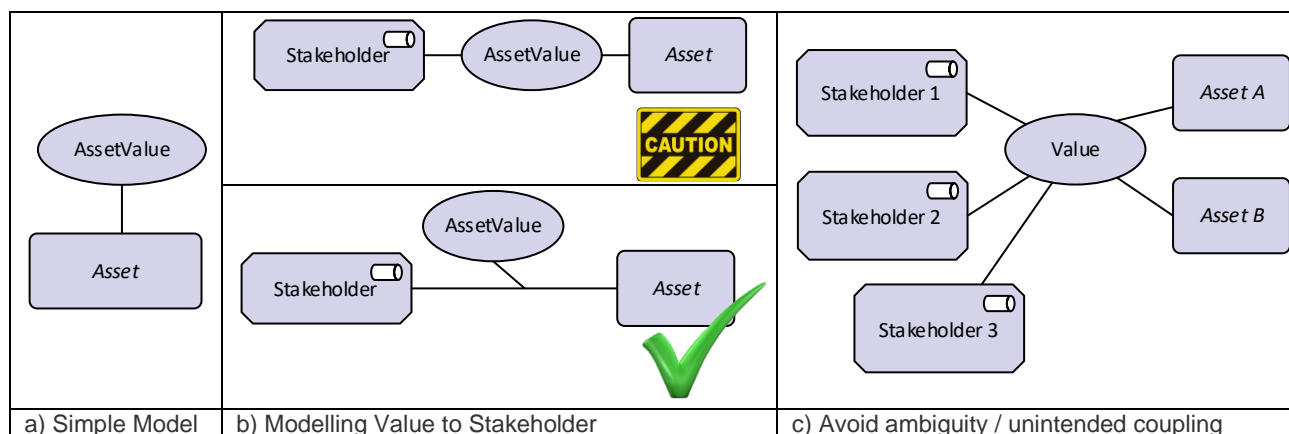 AssetValue
Asset
Stakeholder
AssetValue
Asset
CAUTION
AssetValue
Stakeholder
Asset
Stakeholder 1
Asset A
Value
Stakeholder 2
Asset B
Stakeholder 3
a) Simple Model
b) Modelling Value to Stakeholder
c) Avoid ambiguity / unintended coupling